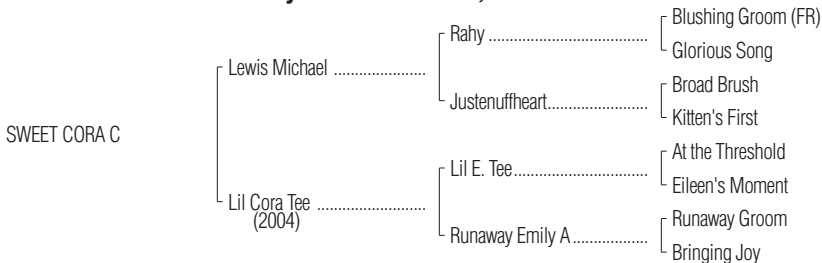 Blushing Groom (FR)
Rahy ........................................
Glorious Song
Lewis Michael .......................
Broad Brush
Justenuffheart.........................
Kitten's First
SWEET CORA C
At the Threshold
Lil E. Tee.................................
Eileen's Moment
Lil Cora Tee ...........................
(2004)
Runaway Groom
Runaway Emily A...................
Bringing Joy